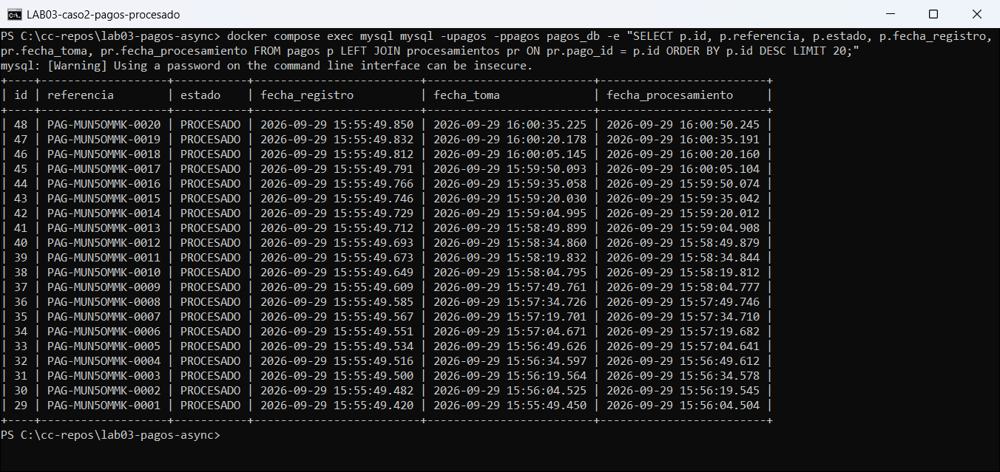 LAB03-caso2-pagos-procesado
PS C:\cc-repos\lab03-pagos-async> docker compose exec mysql mysql -upagos -ppagos pagos_db -e "SELECT p.id, p.referencia, p.estado, p.fecha_registro,
pr.fecha_toma, pr.fecha_procesamiento FROM pagos p LEFT JOIN procesamientos pr ON pr.pago_id = p.id ORDER BY p.id DESC LIMIT 20;"
mysql: [Warning] Using a password on the command line interface can be insecure.
+----+-------------------+-----------+-------------------------+-------------------------+-------------------------+
| id | referencia        | estado    | fecha_registro          | fecha_toma              | fecha_procesamiento     |
+----+-------------------+-----------+-------------------------+-------------------------+-------------------------+
| 48 | PAG-MUN5OMMK-0020 | PROCESADO | 2026-09-29 15:55:49.850 | 2026-09-29 16:00:35.225 | 2026-09-29 16:00:50.245 |
| 47 | PAG-MUN5OMMK-0019 | PROCESADO | 2026-09-29 15:55:49.832 | 2026-09-29 16:00:20.178 | 2026-09-29 16:00:35.191 |
| 46 | PAG-MUN5OMMK-0018 | PROCESADO | 2026-09-29 15:55:49.812 | 2026-09-29 16:00:05.145 | 2026-09-29 16:00:20.160 |
| 45 | PAG-MUN5OMMK-0017 | PROCESADO | 2026-09-29 15:55:49.791 | 2026-09-29 15:59:50.093 | 2026-09-29 16:00:05.104 |
| 44 | PAG-MUN5OMMK-0016 | PROCESADO | 2026-09-29 15:55:49.766 | 2026-09-29 15:59:35.058 | 2026-09-29 15:59:50.074 |
| 43 | PAG-MUN5OMMK-0015 | PROCESADO | 2026-09-29 15:55:49.746 | 2026-09-29 15:59:20.030 | 2026-09-29 15:59:35.042 |
| 42 | PAG-MUN5OMMK-0014 | PROCESADO | 2026-09-29 15:55:49.729 | 2026-09-29 15:59:04.995 | 2026-09-29 15:59:20.012 |
| 41 | PAG-MUN5OMMK-0013 | PROCESADO | 2026-09-29 15:55:49.712 | 2026-09-29 15:58:49.899 | 2026-09-29 15:59:04.908 |
| 40 | PAG-MUN5OMMK-0012 | PROCESADO | 2026-09-29 15:55:49.693 | 2026-09-29 15:58:34.860 | 2026-09-29 15:58:49.879 |
| 39 | PAG-MUN5OMMK-0011 | PROCESADO | 2026-09-29 15:55:49.673 | 2026-09-29 15:58:19.832 | 2026-09-29 15:58:34.844 |
| 38 | PAG-MUN5OMMK-0010 | PROCESADO | 2026-09-29 15:55:49.649 | 2026-09-29 15:58:04.795 | 2026-09-29 15:58:19.812 |
| 37 | PAG-MUN5OMMK-0009 | PROCESADO | 2026-09-29 15:55:49.609 | 2026-09-29 15:57:49.761 | 2026-09-29 15:58:04.777 |
| 36 | PAG-MUN5OMMK-0008 | PROCESADO | 2026-09-29 15:55:49.585 | 2026-09-29 15:57:34.726 | 2026-09-29 15:57:49.746 |
| 35 | PAG-MUN5OMMK-0007 | PROCESADO | 2026-09-29 15:55:49.567 | 2026-09-29 15:57:19.701 | 2026-09-29 15:57:34.710 |
| 34 | PAG-MUN5OMMK-0006 | PROCESADO | 2026-09-29 15:55:49.551 | 2026-09-29 15:57:04.671 | 2026-09-29 15:57:19.682 |
| 33 | PAG-MUN5OMMK-0005 | PROCESADO | 2026-09-29 15:55:49.534 | 2026-09-29 15:56:49.626 | 2026-09-29 15:57:04.641 |
| 32 | PAG-MUN5OMMK-0004 | PROCESADO | 2026-09-29 15:55:49.516 | 2026-09-29 15:56:34.597 | 2026-09-29 15:56:49.612 |
| 31 | PAG-MUN5OMMK-0003 | PROCESADO | 2026-09-29 15:55:49.500 | 2026-09-29 15:56:19.564 | 2026-09-29 15:56:34.578 |
| 30 | PAG-MUN5OMMK-0002 | PROCESADO | 2026-09-29 15:55:49.482 | 2026-09-29 15:56:04.525 | 2026-09-29 15:56:19.545 |
| 29 | PAG-MUN5OMMK-0001 | PROCESADO | 2026-09-29 15:55:49.420 | 2026-09-29 15:55:49.450 | 2026-09-29 15:56:04.504 |
+----+-------------------+-----------+-------------------------+-------------------------+-------------------------+
PS C:\cc-repos\lab03-pagos-async>